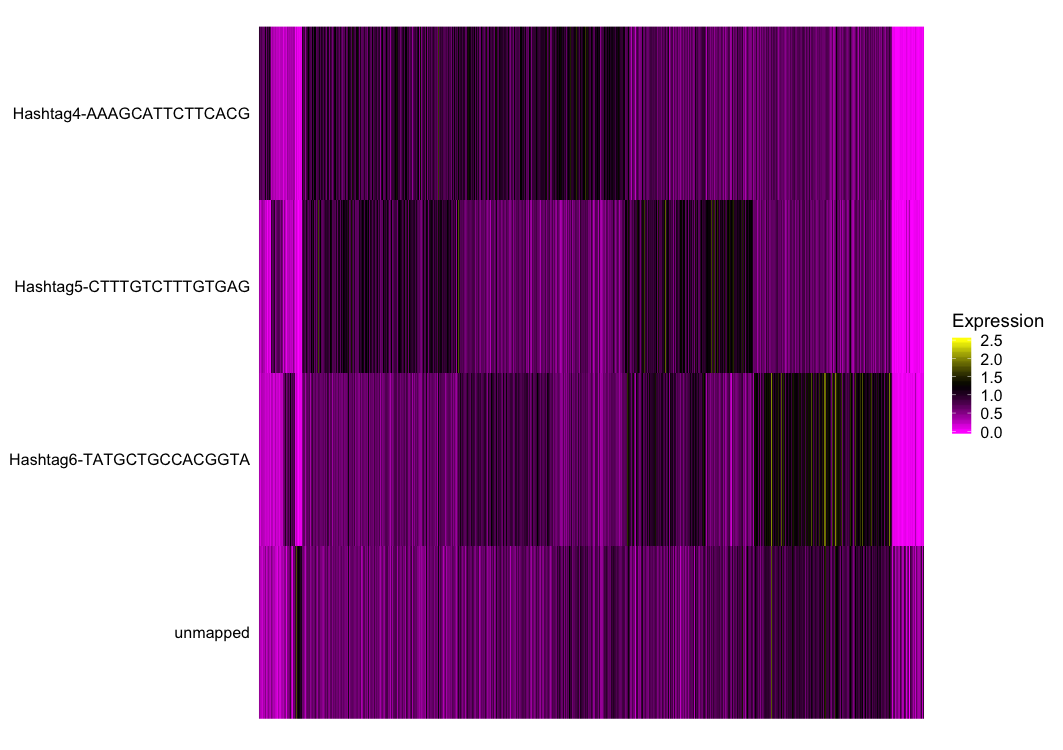 Hashtag4-AAAGCATTCTTCACG
Hashtag5-CTTTGTCTTTGTGAG
Hashtag6-TATGCTGCCACGGTA
unmapped
Expression
2.5
2.0
1.5
1.0
0.5
0.0